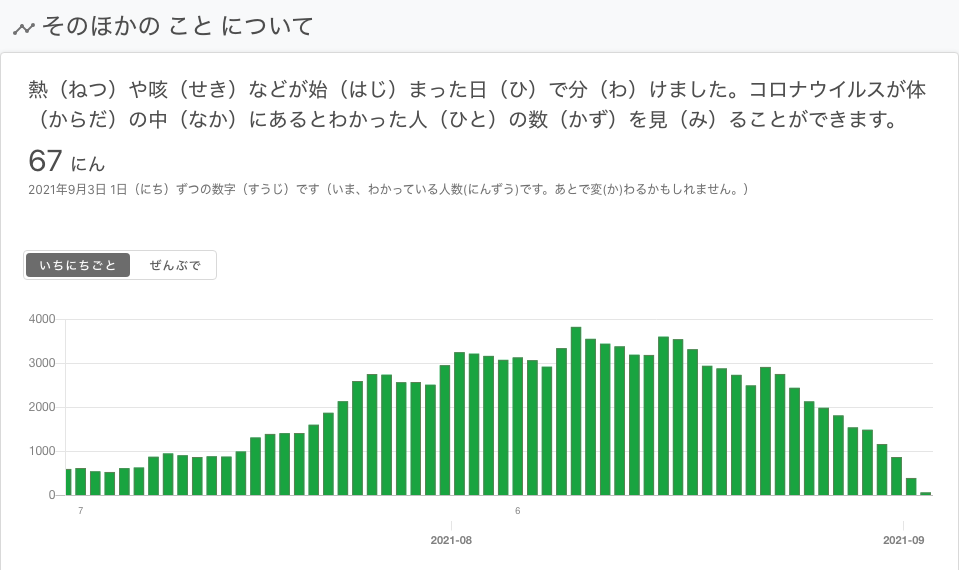 そのほかの こと について
熱（ねつ）や咳（せき）などが始（はじ）まった日（ひ）で分（わ）けました。コロナウイルスが体
（からだ）の中（なか）にあるとわかった人（ひと）の数（かず）を見（み）ることができます。
67 にん
2021年9月3日 1日（にち）ずつの数字（すうじ）です（いま、わかっている人数(にんずう)です。あとで変(か)わるかもしれません。）
いちにちごと ぜんぶで
4000
3000
2000
1000
0
7 6
2021-08 2021-09